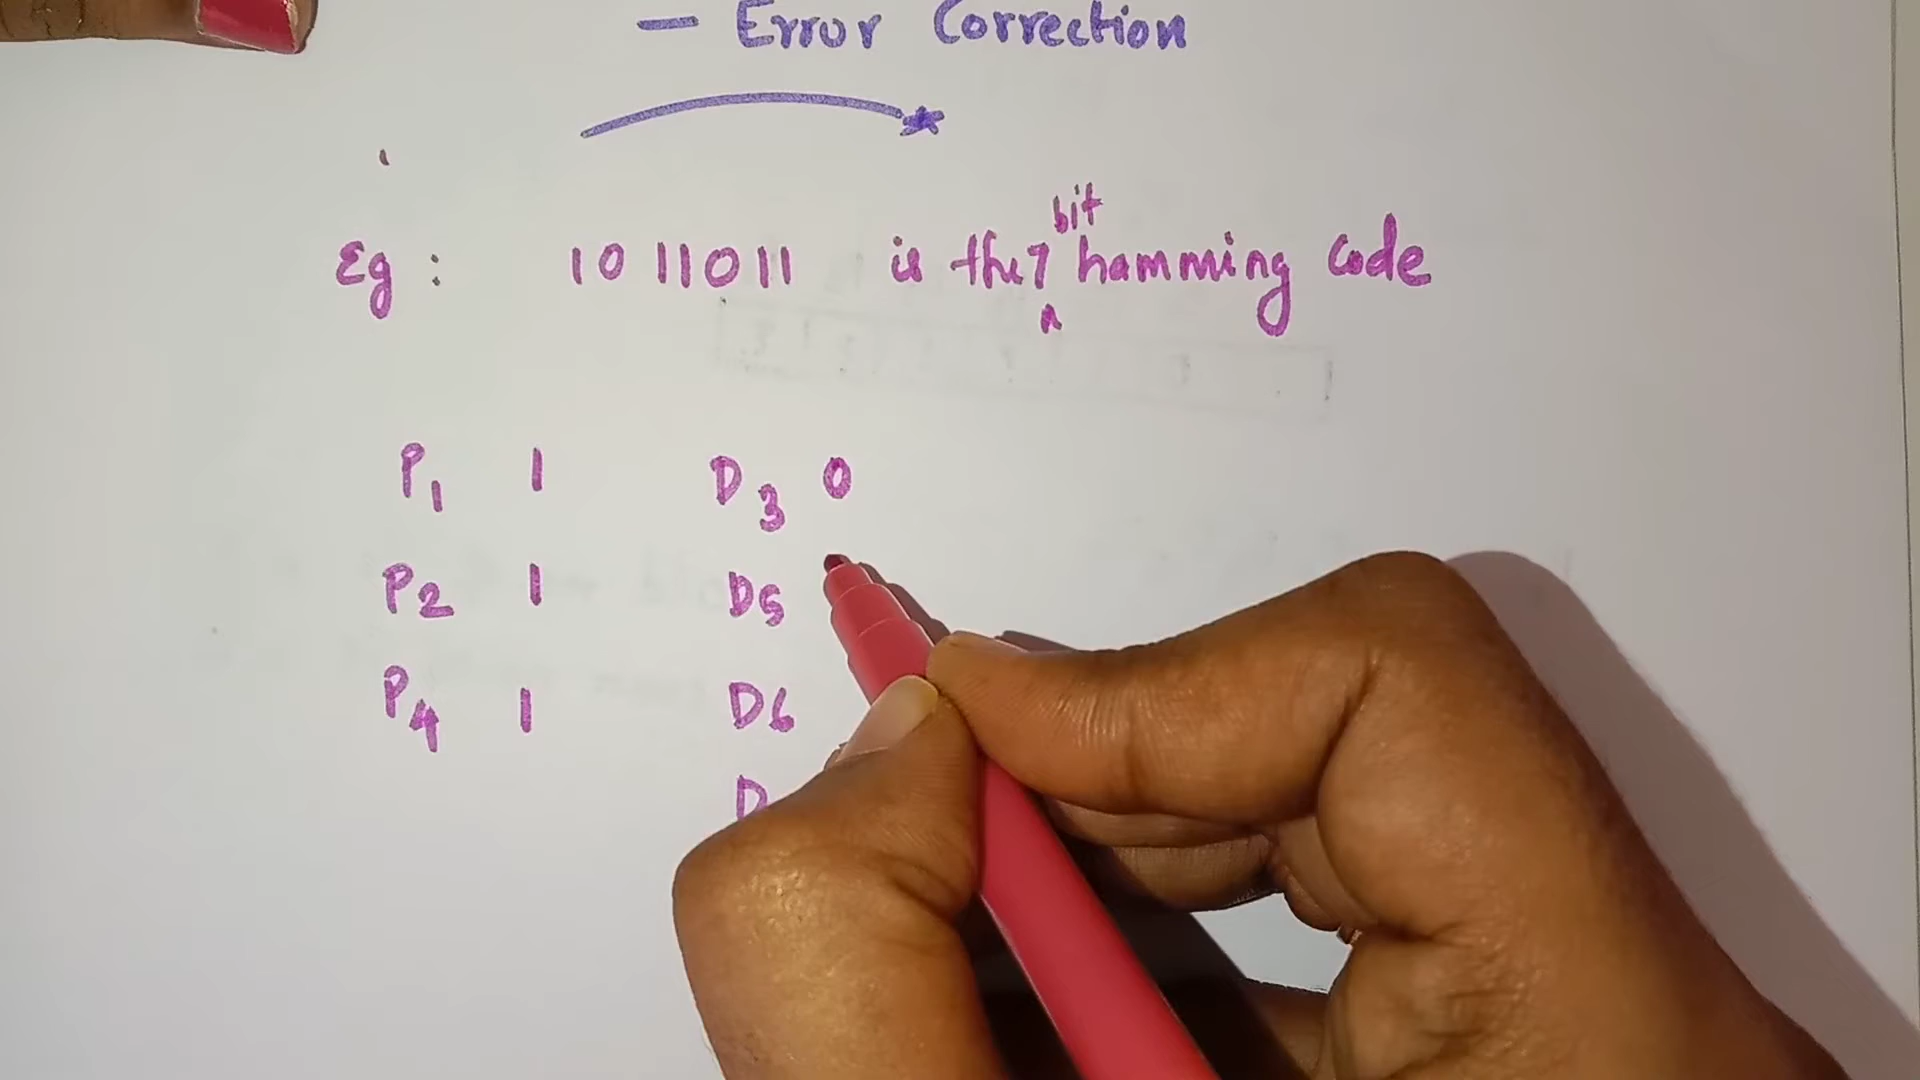 — Error Correction
bit
Eg : 1011011 is the 7 hamming code
P1 1 D3 0
P2 1 D5
P4 1 D6
D